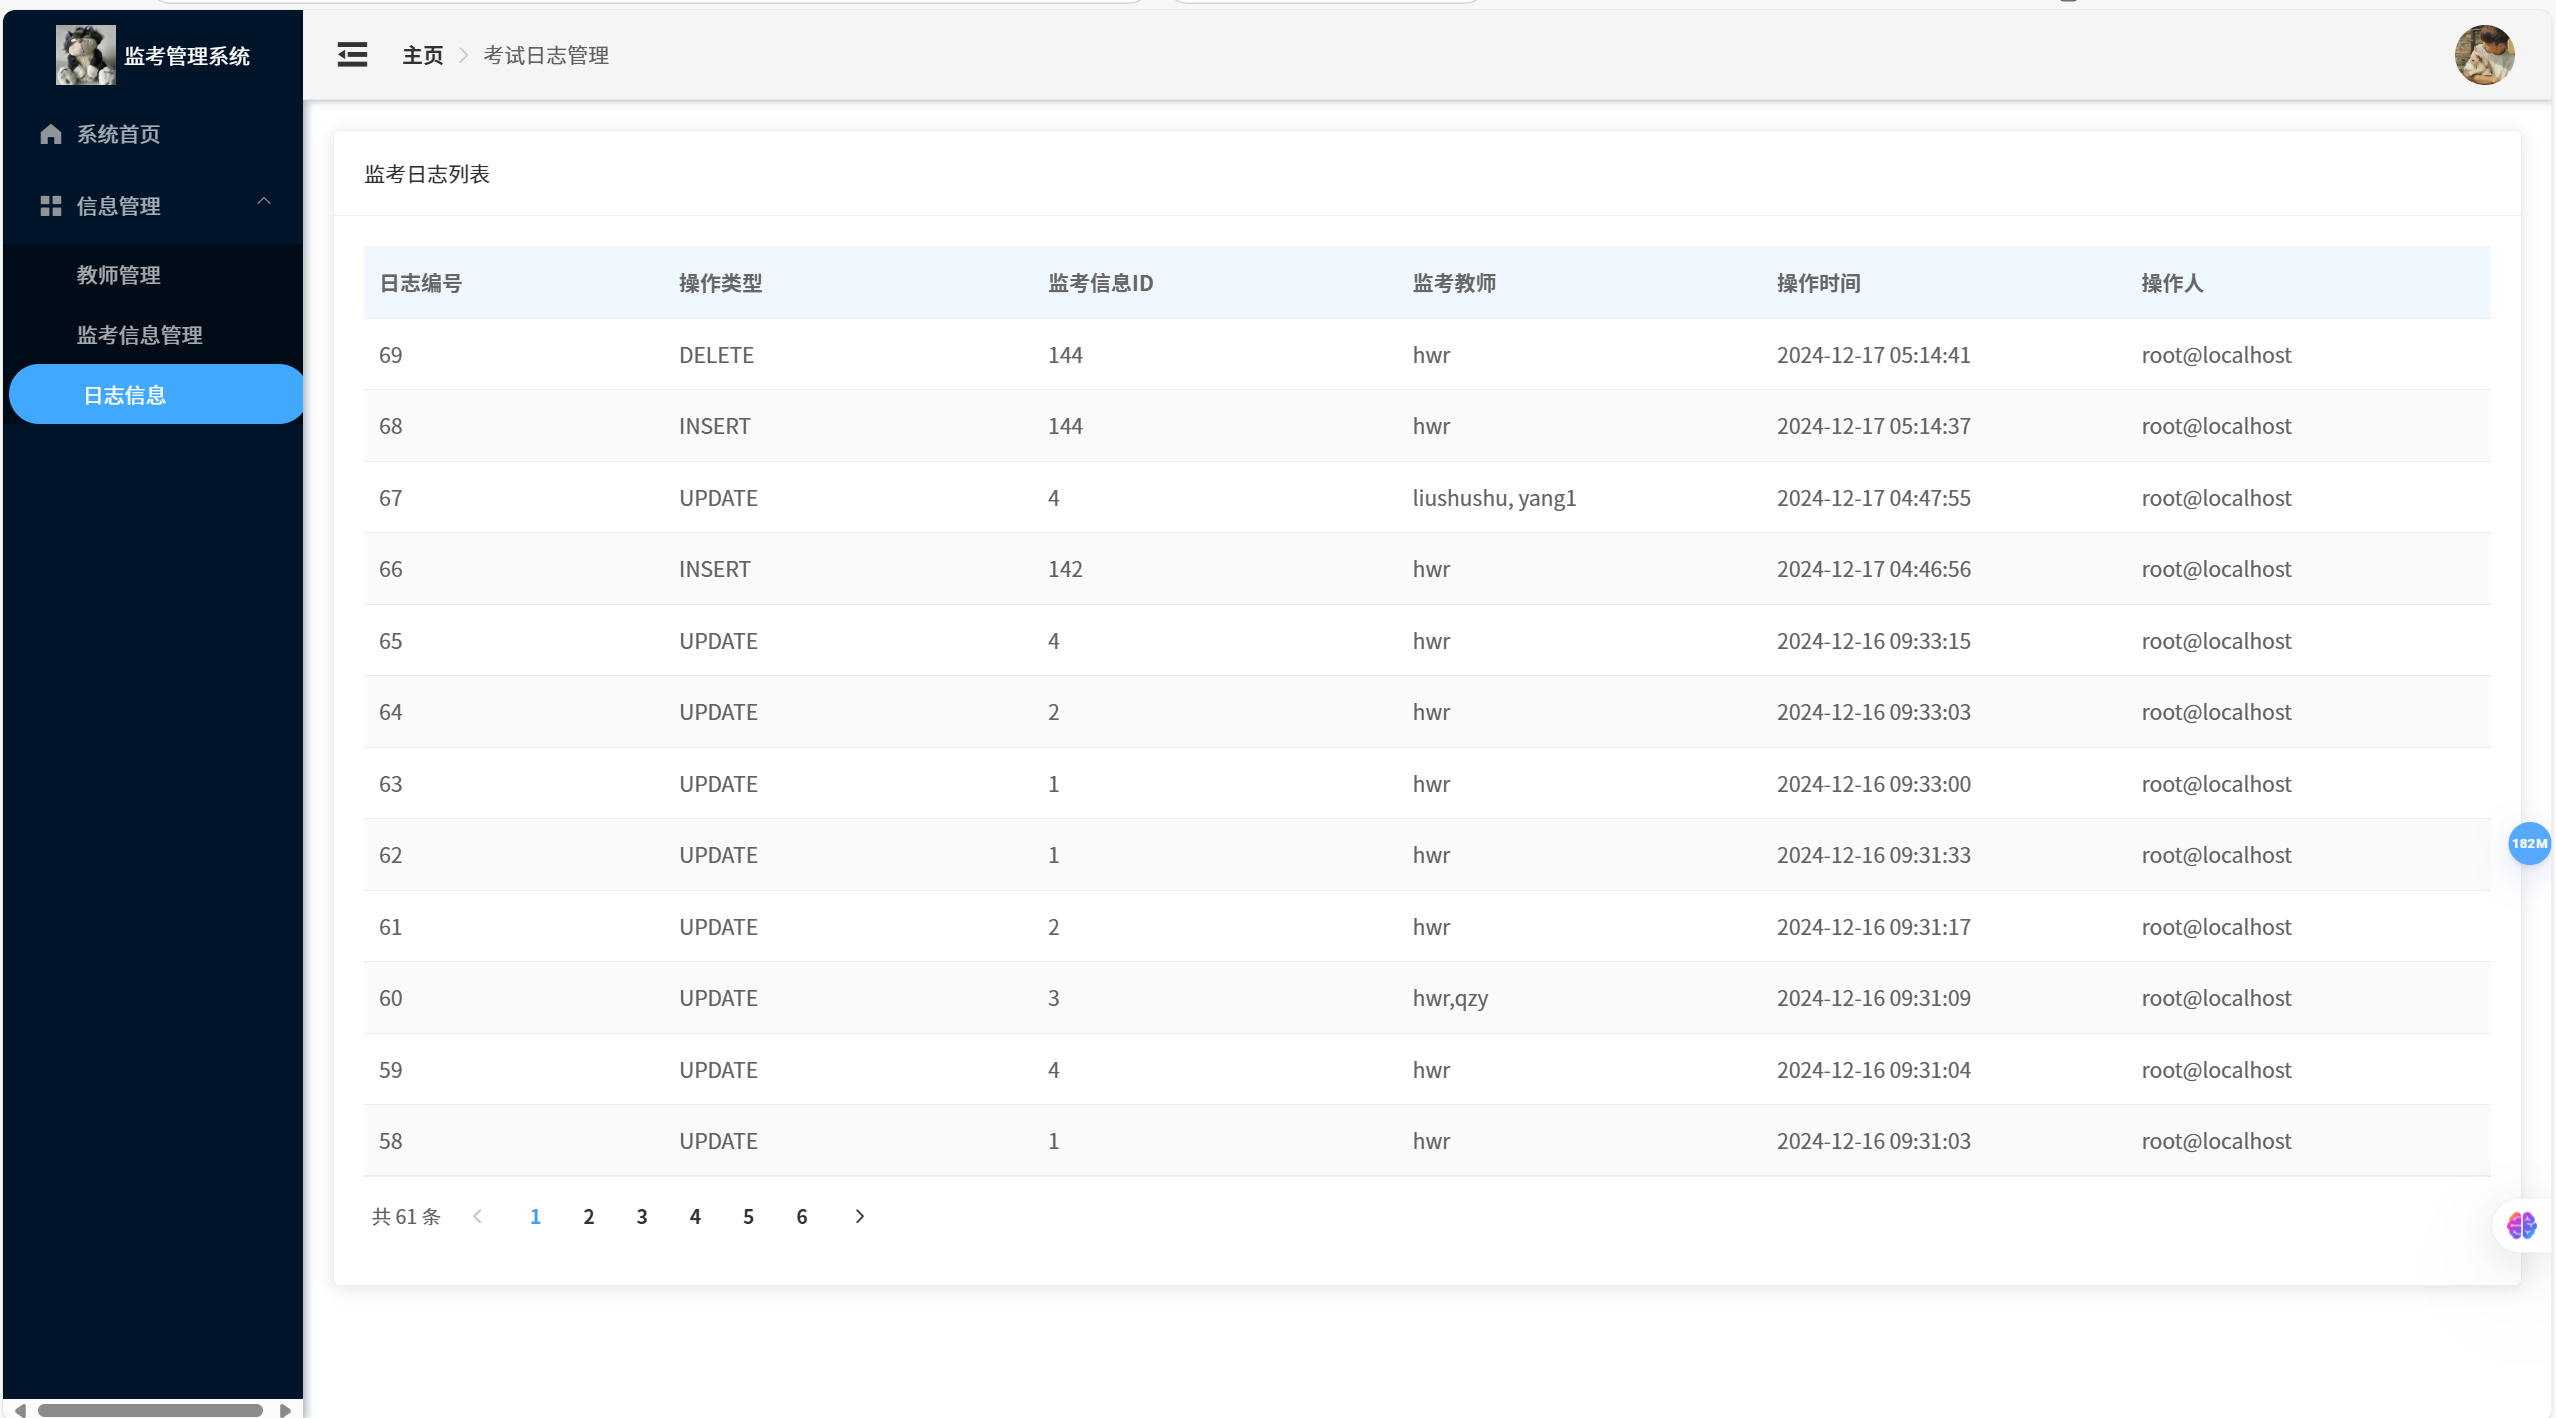 监考管理系统
主页 考试日志管理
系统首页
信息管理
教师管理
监考信息管理
日志信息
监考日志列表
日志编号 操作类型 监考信息ID 监考教师 操作时间 操作人
69 DELETE 144 hwr 2024-12-17 05:14:41 root@localhost
68 INSERT 144 hwr 2024-12-17 05:14:37 root@localhost
67 UPDATE 4 liushushu, yang1 2024-12-17 04:47:55 root@localhost
66 INSERT 142 hwr 2024-12-17 04:46:56 root@localhost
65 UPDATE 4 hwr 2024-12-16 09:33:15 root@localhost
64 UPDATE 2 hwr 2024-12-16 09:33:03 root@localhost
63 UPDATE 1 hwr 2024-12-16 09:33:00 root@localhost
62 UPDATE 1 hwr 2024-12-16 09:31:33 root@localhost
61 UPDATE 2 hwr 2024-12-16 09:31:17 root@localhost
60 UPDATE 3 hwr,qzy 2024-12-16 09:31:09 root@localhost
59 UPDATE 4 hwr 2024-12-16 09:31:04 root@localhost
58 UPDATE 1 hwr 2024-12-16 09:31:03 root@localhost
共 61 条 1 2 3 4 5 6
182M